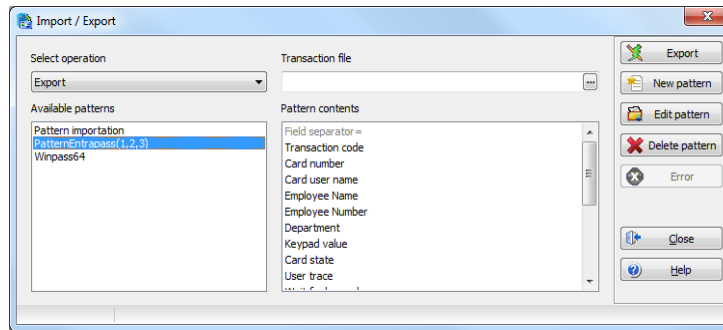 Import / Export
Select operation
Export
Available patterns
Pattern importation
PatternEntrapass(1,2,3)
Winpass64
Transaction file
...
Pattern contents
Field separator=
Transaction code
Card number
Card user name
Employee Name
Employee Number
Department
Keypad value
Card state
User trace
Export
New pattern
Edit pattern
Delete pattern
Error
Close
Help